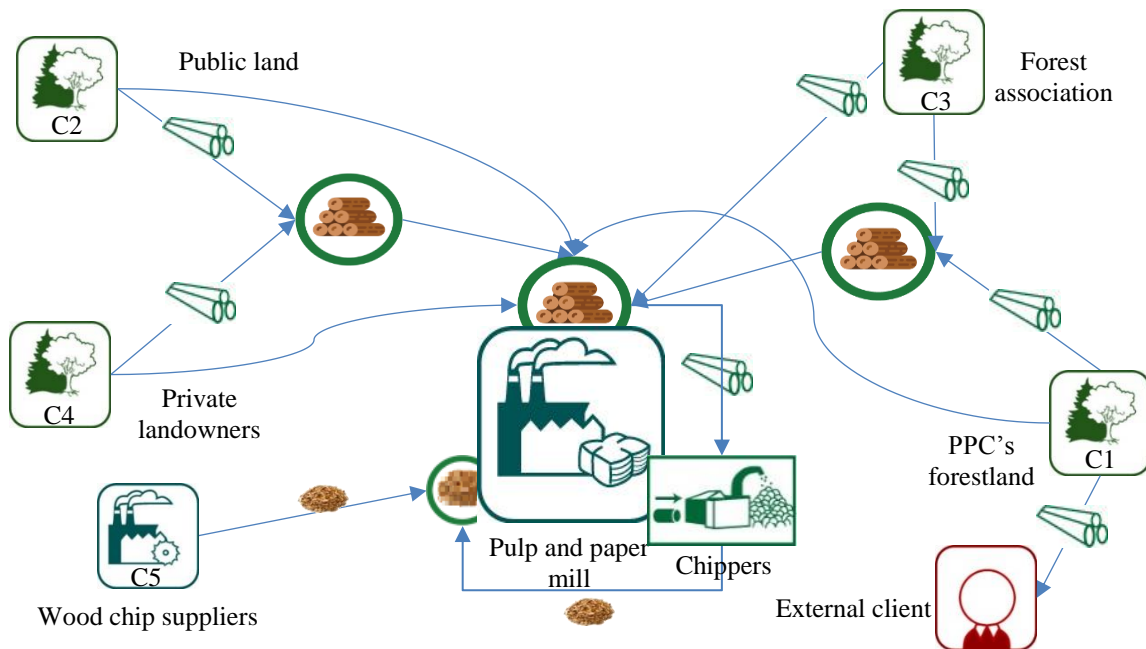 Public land
C2
C3
Forest
association
C4
Private
landowners
PPC’s
forestland
C1
C5
Wood chip suppliers
Pulp and paper
mill
Chippers
External client